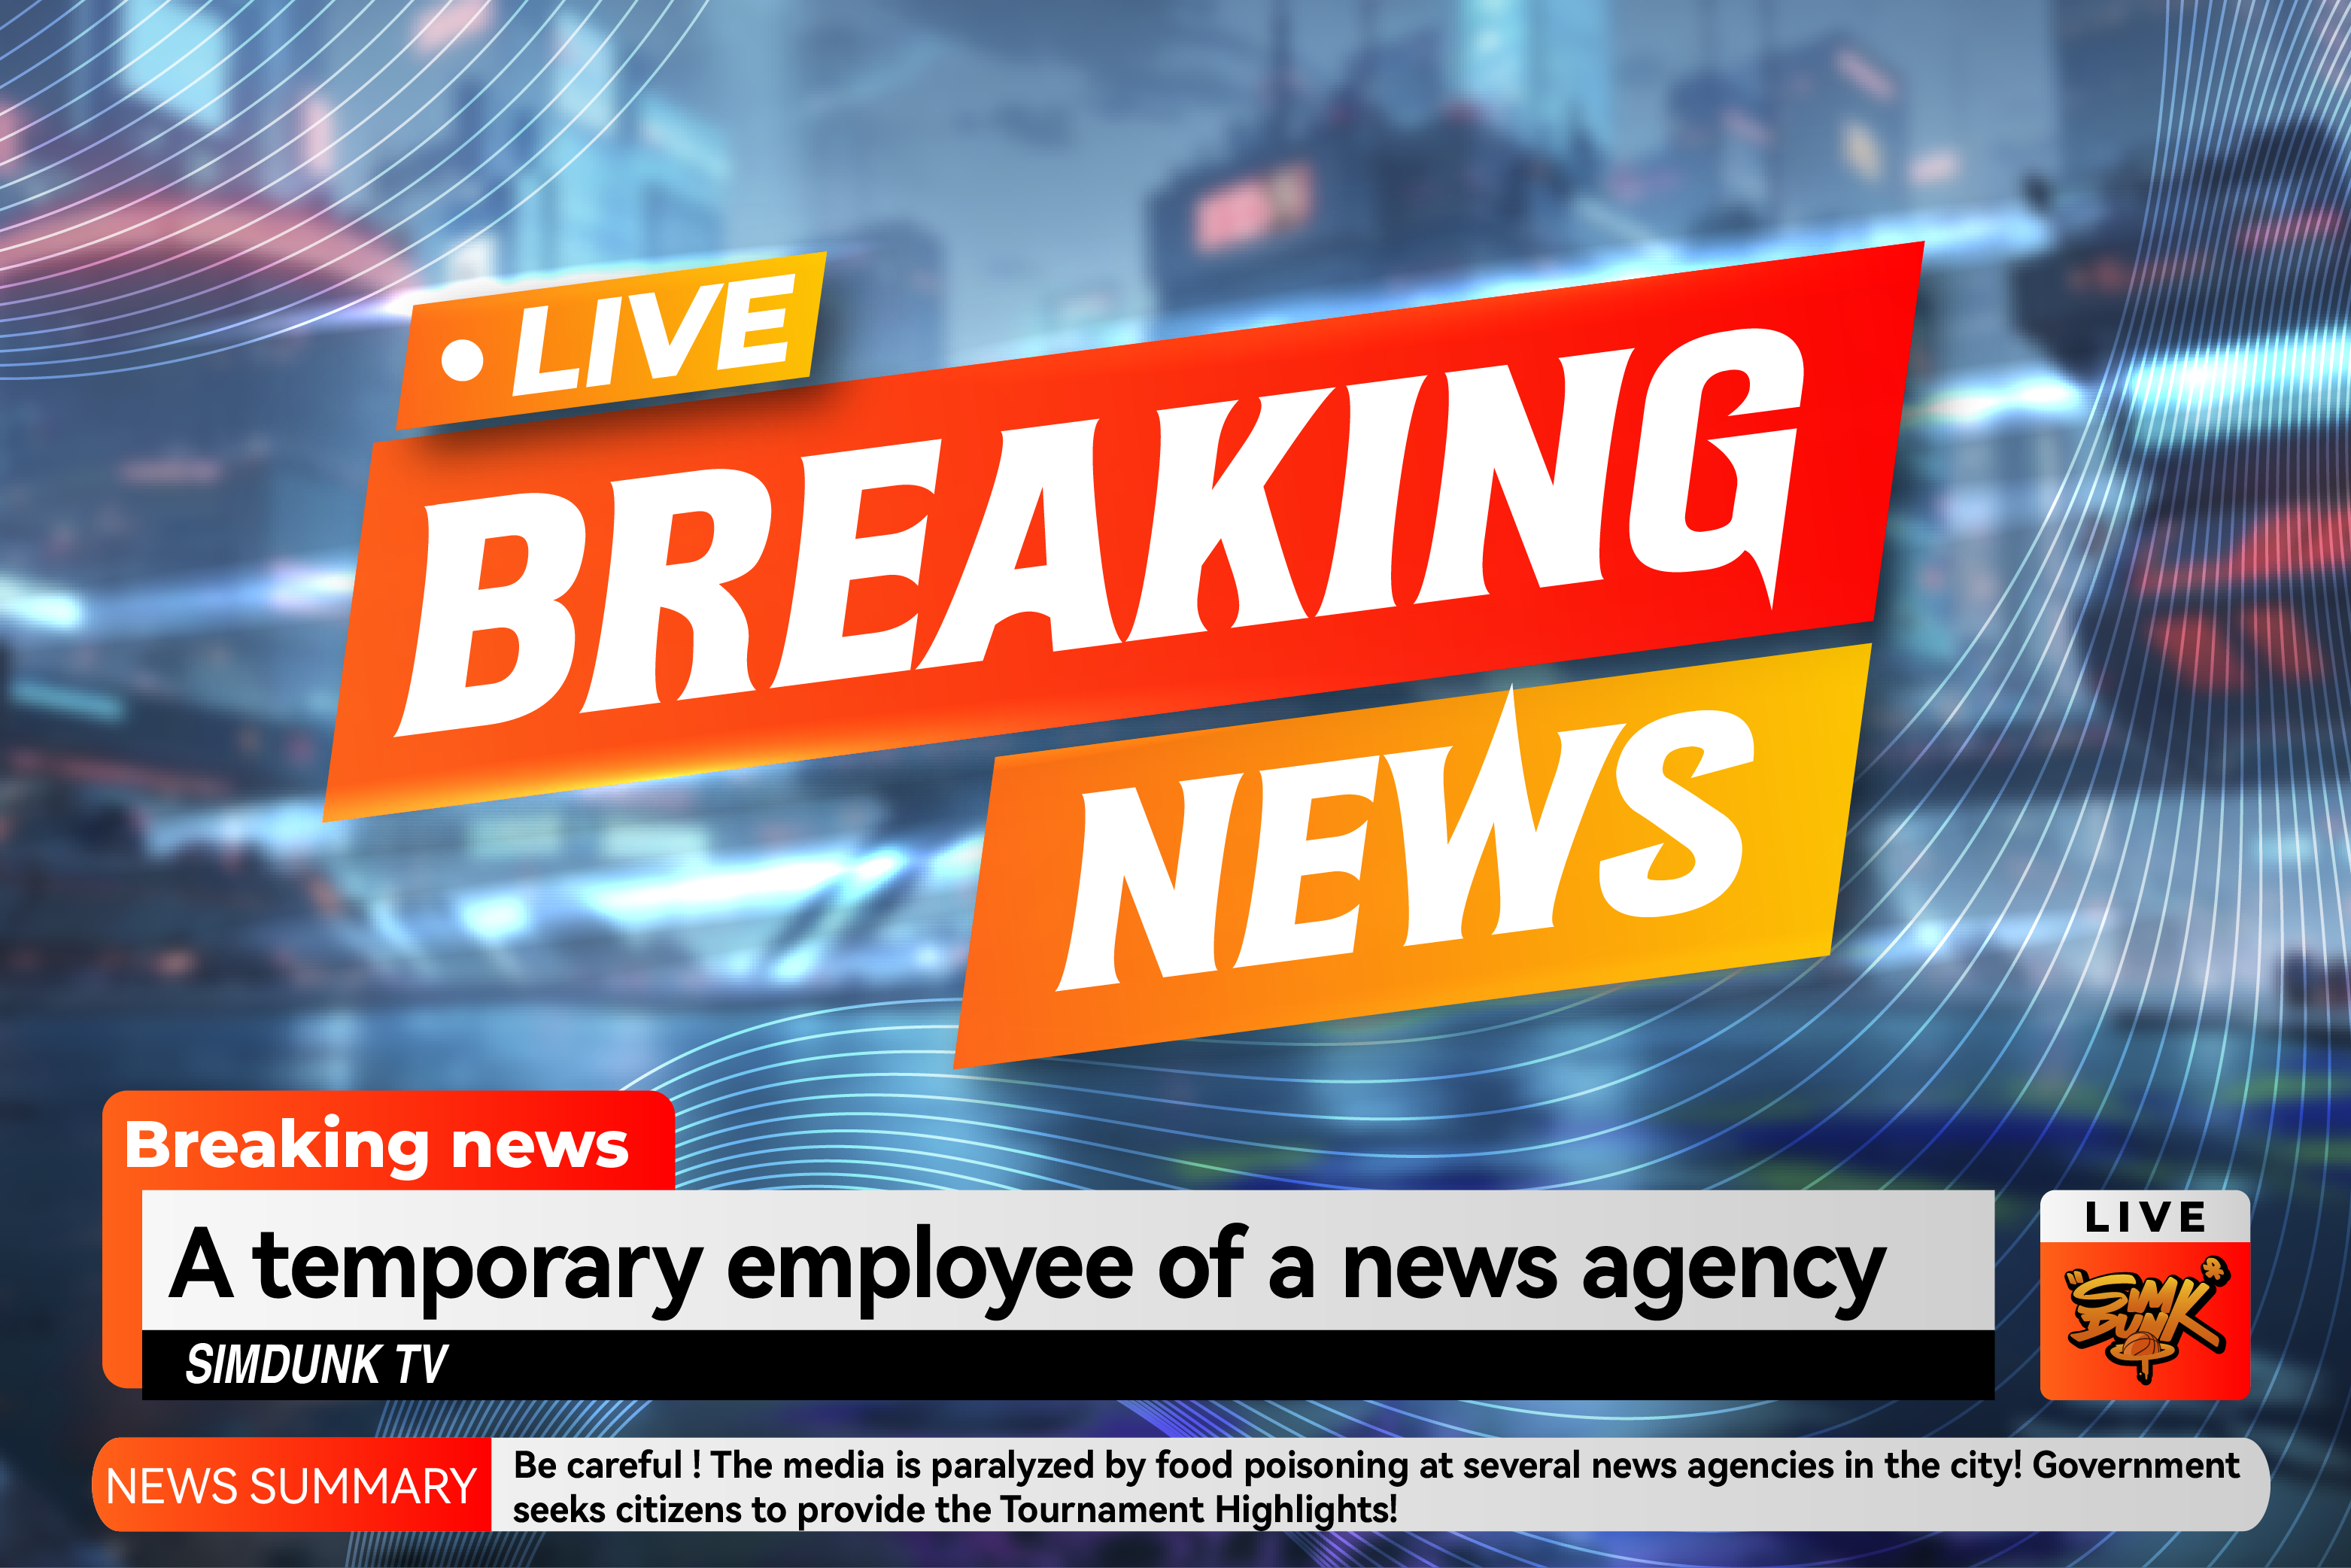 LIVE
BREAKING
NEWS
Breaking news
A temporary employee of a news agency
SIMDUNK TV
LIVE
SIM
DUNK
NEWS SUMMARY
Be careful ! The media is paralyzed by food poisoning at several news agencies in the city! Government
seeks citizens to provide the Tournament Highlights!